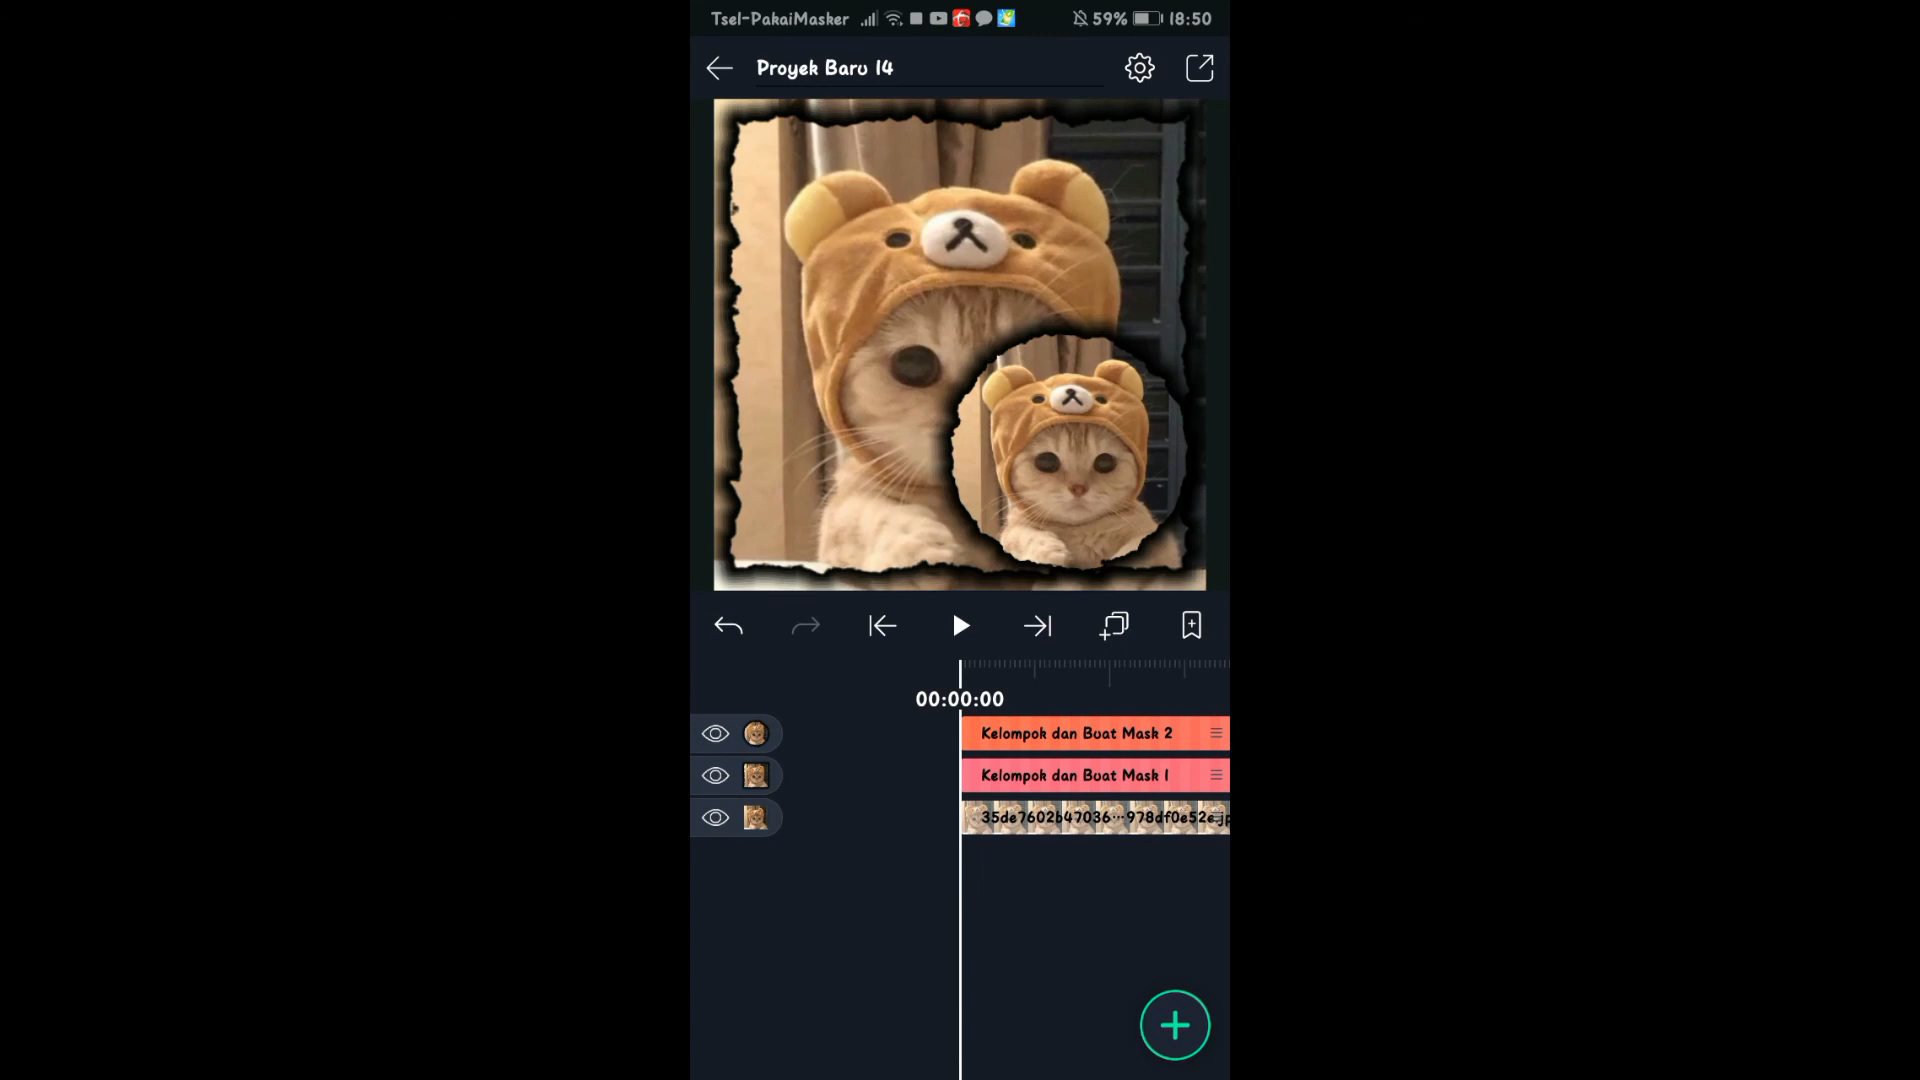 Tsel-PakaiMasker 59% 18:50
Proyek Baru 14
00:00:00
Kelompok dan Buat Mask 2
Kelompok dan Buat Mask 1
35de7602b47036…978df0e52e.jp